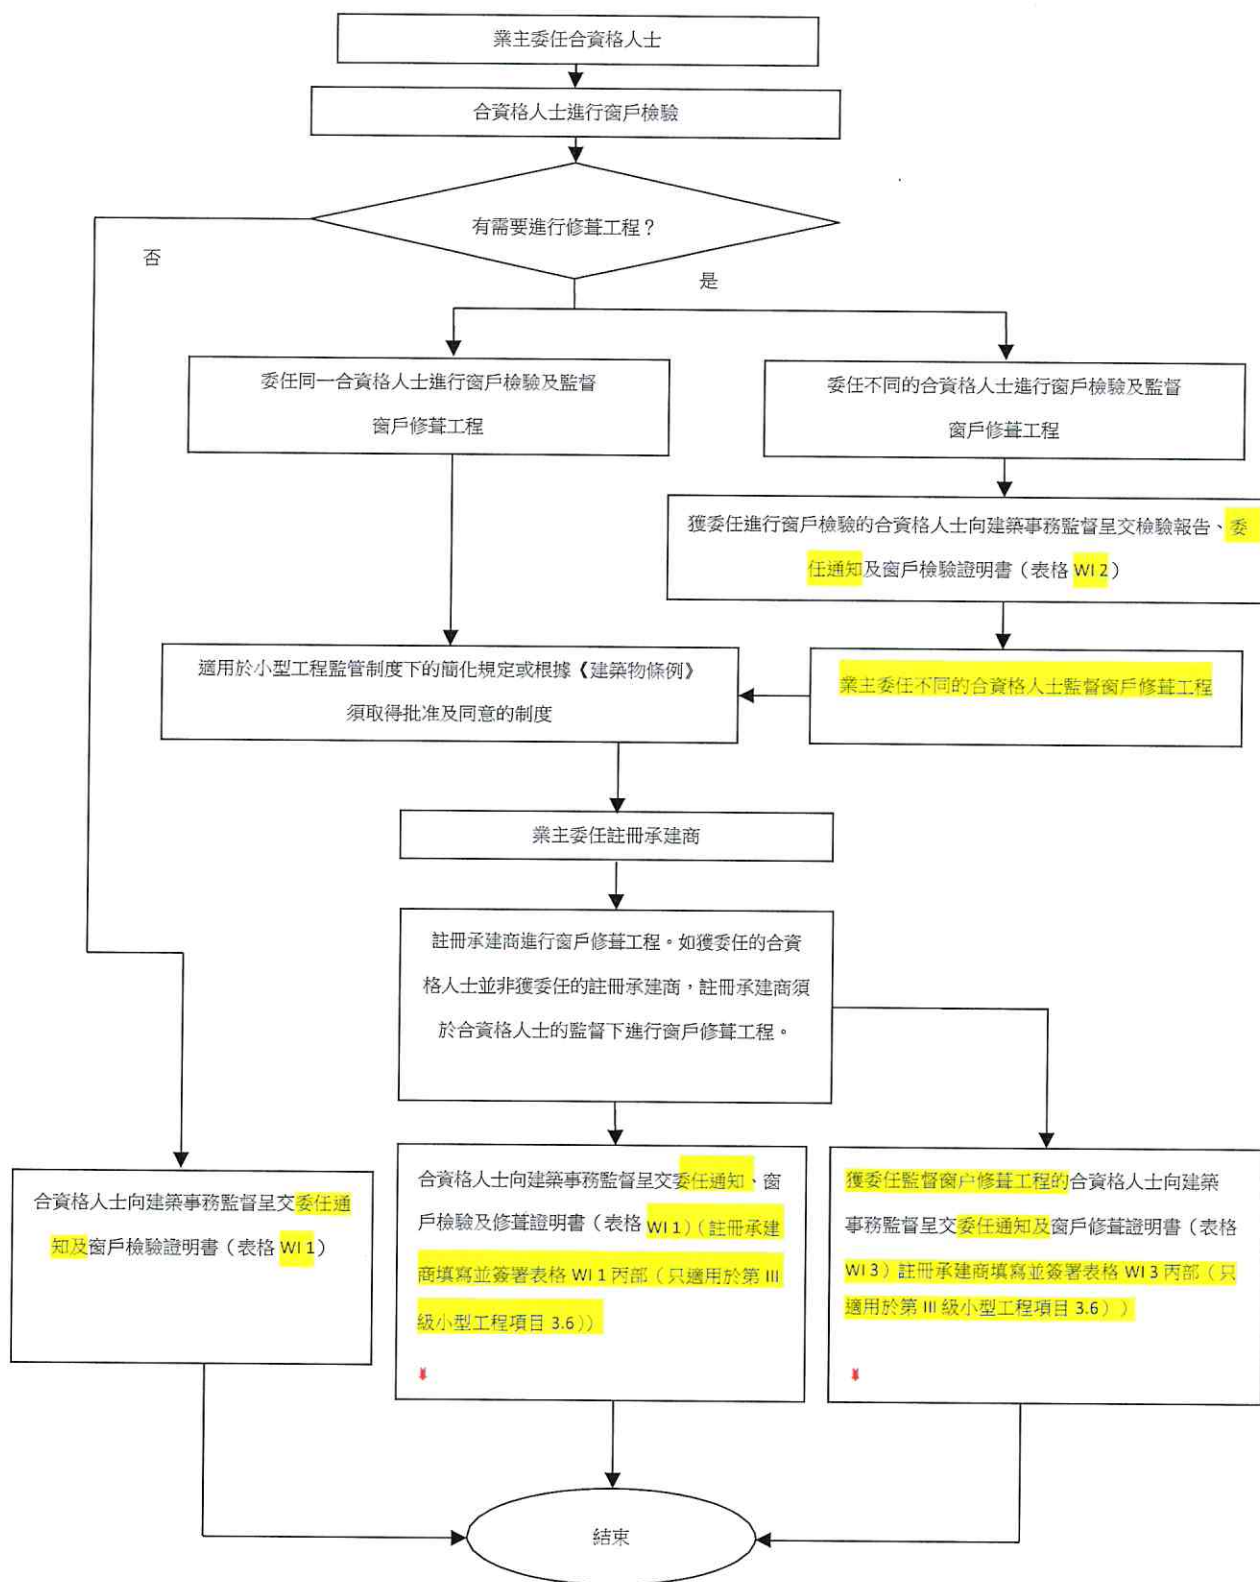 業主委任合資格人士
合資格人士進行窗戶檢驗
有需要進行修葺工程？
否
是
委任同一合資格人士進行窗戶檢驗及監督
窗戶修葺工程
委任不同的合資格人士進行窗戶檢驗及監督
窗戶修葺工程
獲委任進行窗戶檢驗的合資格人士向建築事務監督呈交檢驗報告、委
任通知及窗戶檢驗證明書（表格 WI 2）
適用於小型工程監管制度下的簡化規定或根據《建築物條例》
須取得批准及同意的制度
業主委任不同的合資格人士監督窗戶修葺工程
業主委任註冊承建商
註冊承建商進行窗戶修葺工程。如獲委任的合資
格人士並非獲委任的註冊承建商，註冊承建商須
於合資格人士的監督下進行窗戶修葺工程。
合資格人士向建築事務監督呈交委任通
知及窗戶檢驗證明書（表格 WI 1）
合資格人士向建築事務監督呈交委任通知、窗
戶檢驗及修葺證明書（表格 WI 1)（註冊承建
商填寫並簽署表格 WI 1 丙部（只適用於第 III
級小型工程項目 3.6））
獲委任監督窗户修葺工程的合資格人士向建築
事務監督呈交委任通知及窗戶修葺證明書（表格
WI 3）註冊承建商填寫並簽署表格 WI 3 丙部（只
適用於第 III 級小型工程項目 3.6））
結束